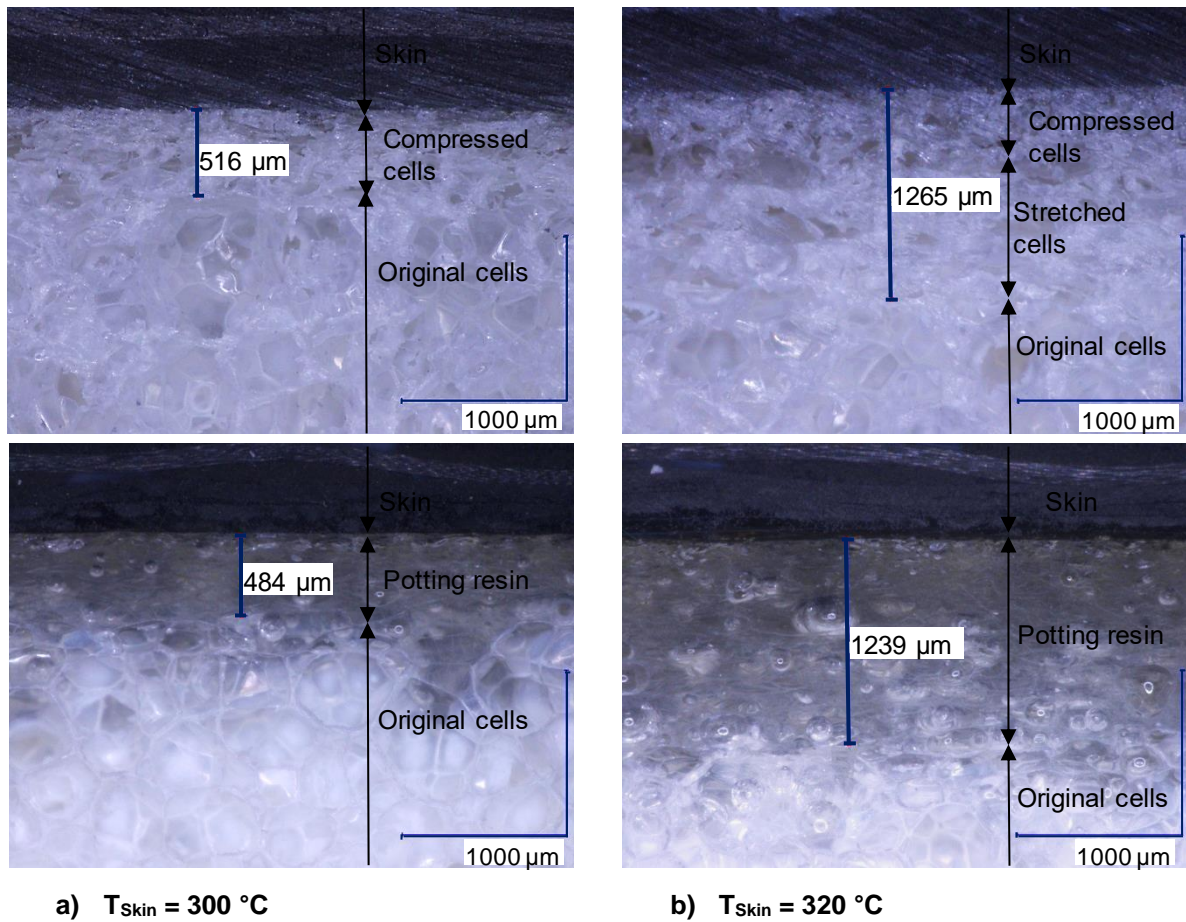 Skin
Compressed
cells
516 µm
Original cells
1000 µm
Skin
Compressed
cells
1265 µm
Stretched
cells
Original cells
1000 µm
Skin
Potting resin
484 µm
Original cells
1000 µm
Skin
Potting resin
1239 µm
Original cells
1000 µm
a) TSkin = 300 °C
b) TSkin = 320 °C